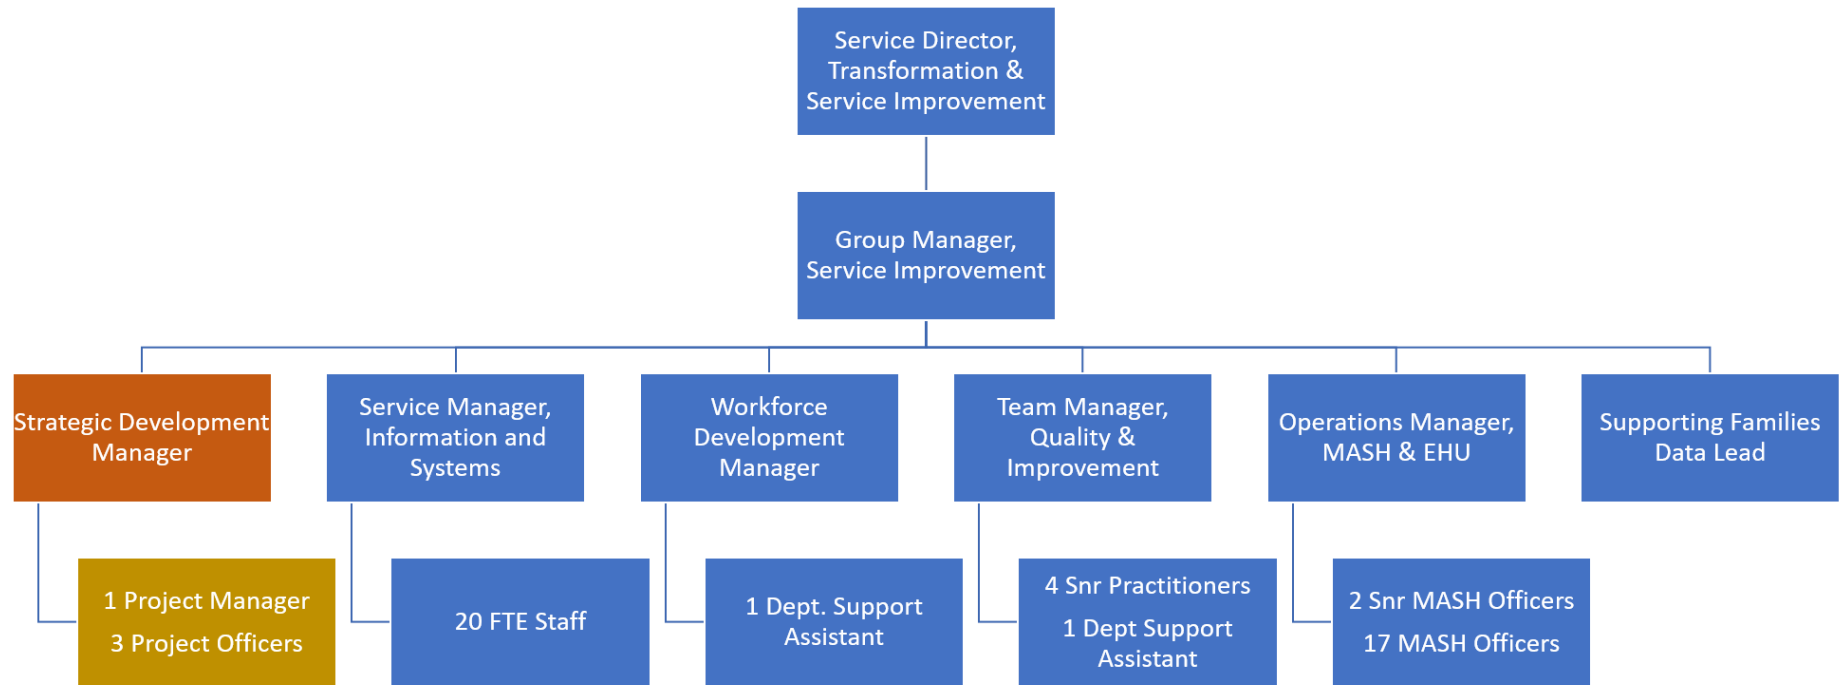 Service Director,
Transformation &
Service Improvement
Group Manager,
Service Improvement
Strategic Development
Manager
Service Manager,
Information and
Systems
Workforce
Development
Manager
Team Manager,
Quality &
Improvement
Operations Manager,
MASH & EHU
Supporting Families
Data Lead
1 Project Manager
3 Project Officers
20 FTE Staff
1 Dept. Support
Assistant
4 Snr Practitioners
1 Dept Support
Assistant
2 Snr MASH Officers
17 MASH Officers